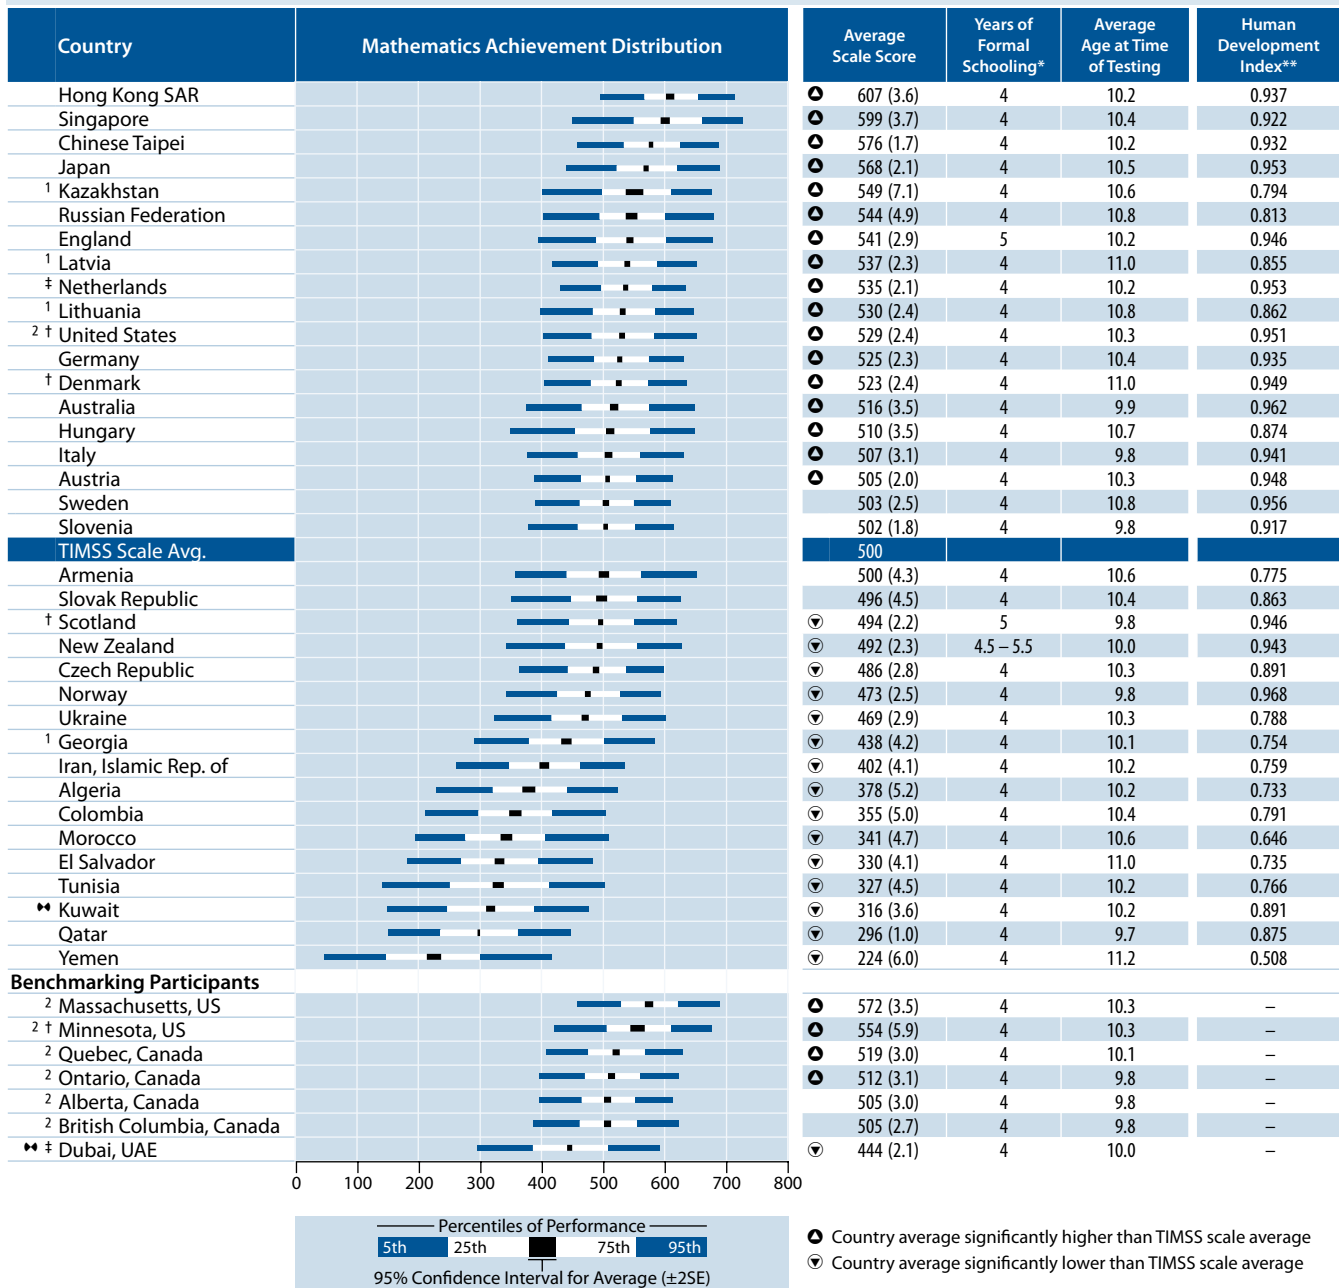 Country Mathematics Achievement Distribution Average Scale Score Years of Formal Schooling* Average Age at Time of Testing Human Development Index**
Hong Kong SAR 607 (3.6) 4 10.2 0.937
Singapore 599 (3.7) 4 10.4 0.922
Chinese Taipei 576 (1.7) 4 10.2 0.932
Japan 568 (2.1) 4 10.5 0.953
1 Kazakhstan 549 (7.1) 4 10.6 0.794
Russian Federation 544 (4.9) 4 10.8 0.813
England 541 (2.9) 5 10.2 0.946
1 Latvia 537 (2.3) 4 11.0 0.855
‡ Netherlands 535 (2.1) 4 10.2 0.953
1 Lithuania 530 (2.4) 4 10.8 0.862
2 † United States 529 (2.4) 4 10.3 0.951
Germany 525 (2.3) 4 10.4 0.935
† Denmark 523 (2.4) 4 11.0 0.949
Australia 516 (3.5) 4 9.9 0.962
Hungary 510 (3.5) 4 10.7 0.874
Italy 507 (3.1) 4 9.8 0.941
Austria 505 (2.0) 4 10.3 0.948
Sweden 503 (2.5) 4 10.8 0.956
Slovenia 502 (1.8) 4 9.8 0.917
TIMSS Scale Avg. 500
Armenia 500 (4.3) 4 10.6 0.775
Slovak Republic 496 (4.5) 4 10.4 0.863
† Scotland 494 (2.2) 5 9.8 0.946
New Zealand 492 (2.3) 4.5 – 5.5 10.0 0.943
Czech Republic 486 (2.8) 4 10.3 0.891
Norway 473 (2.5) 4 9.8 0.968
Ukraine 469 (2.9) 4 10.3 0.788
1 Georgia 438 (4.2) 4 10.1 0.754
Iran, Islamic Rep. of 402 (4.1) 4 10.2 0.759
Algeria 378 (5.2) 4 10.2 0.733
Colombia 355 (5.0) 4 10.4 0.791
Morocco 341 (4.7) 4 10.6 0.646
El Salvador 330 (4.1) 4 11.0 0.735
Tunisia 327 (4.5) 4 10.2 0.766
Kuwait 316 (3.6) 4 10.2 0.891
Qatar 296 (1.0) 4 9.7 0.875
Yemen 224 (6.0) 4 11.2 0.508
Benchmarking Participants
2 Massachusetts, US 572 (3.5) 4 10.3 –
2 † Minnesota, US 554 (5.9) 4 10.3 –
2 Quebec, Canada 519 (3.0) 4 10.1 –
2 Ontario, Canada 512 (3.1) 4 9.8 –
2 Alberta, Canada 505 (3.0) 4 9.8 –
2 British Columbia, Canada 505 (2.7) 4 9.8 –
‡ Dubai, UAE 444 (2.1) 4 10.0 –
0 100 200 300 400 500 600 700 800
Percentiles of Performance
5th 25th 75th 95th
95% Confidence Interval for Average (±2SE)
Country average significantly higher than TIMSS scale average
Country average significantly lower than TIMSS scale average